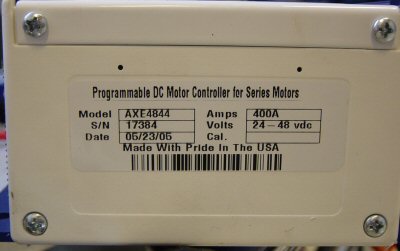 Programmable DC Motor Controller for Series Motors
Model AXE4844 Amps 400A
S/N 17384 Volts 24 - 48 vdc
Date 05/23/05 Cal.
Made With Pride In The USA